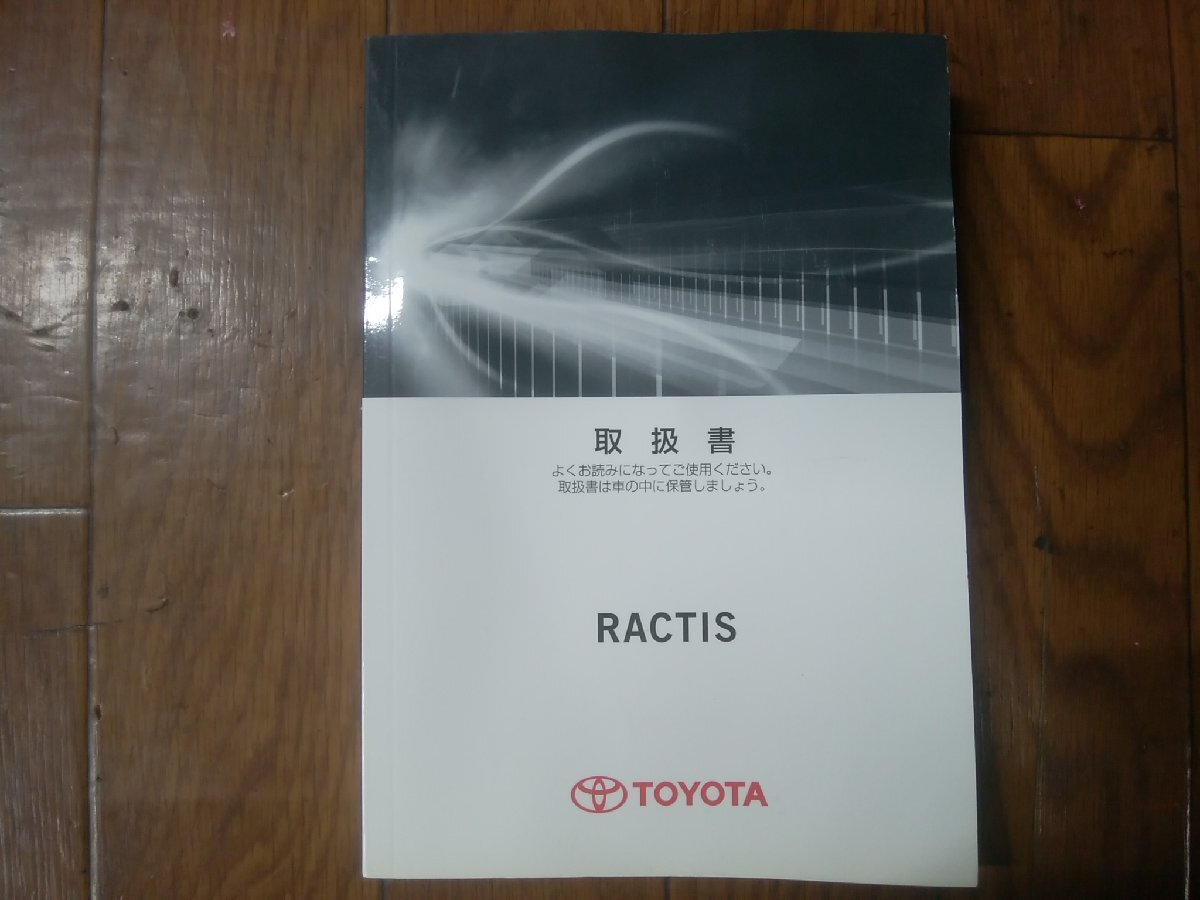 取扱書
よくお読みになってご使用ください。
取扱書は車の中に保管しましょう。
RACTIS
TOYOTA